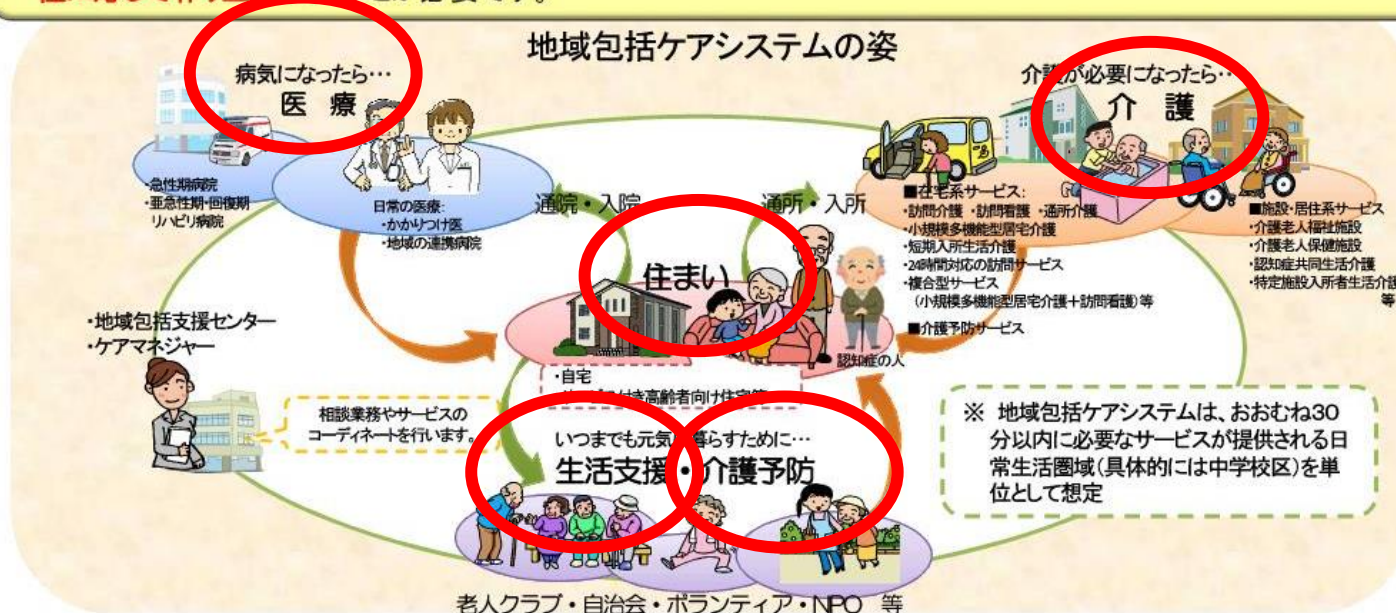 必要です。
地域包括ケアシステムの姿
病気になったら…
医 療
介護が必要になったら…
介 護
・急性期病院
・亜急性期・回復期
リハビリ病院
日常の医療:
・かかりつけ医
・地域の連携病院
通院・入院
通所・入所
■在宅系サービス:
・訪問介護 ・訪問看護 ・通所介護
・小規模多機能型居宅介護
・短期入所生活介護
・24時間対応の訪問サービス
・複合型サービス
(小規模多機能型居宅介護+訪問看護)等
■介護予防サービス
■施設・居住系サービス
・介護老人福祉施設
・介護老人保健施設
・認知症共同生活介護
・特定施設入所者生活介護
等
住まい
認知症の人
・地域包括支援センター
・ケアマネジャー
相談業務やサービスの
コーディネートを行います。
・自宅
付き高齢者向け住宅等
いつまでも元気 暮らすために…
生活支援・介護予防
※ 地域包括ケアシステムは、おおむね30
分以内に必要なサービスが提供される日
常生活圏域(具体的には中学校区)を単
位として想定
老人クラブ・自治会・ボランティア・NPO 等